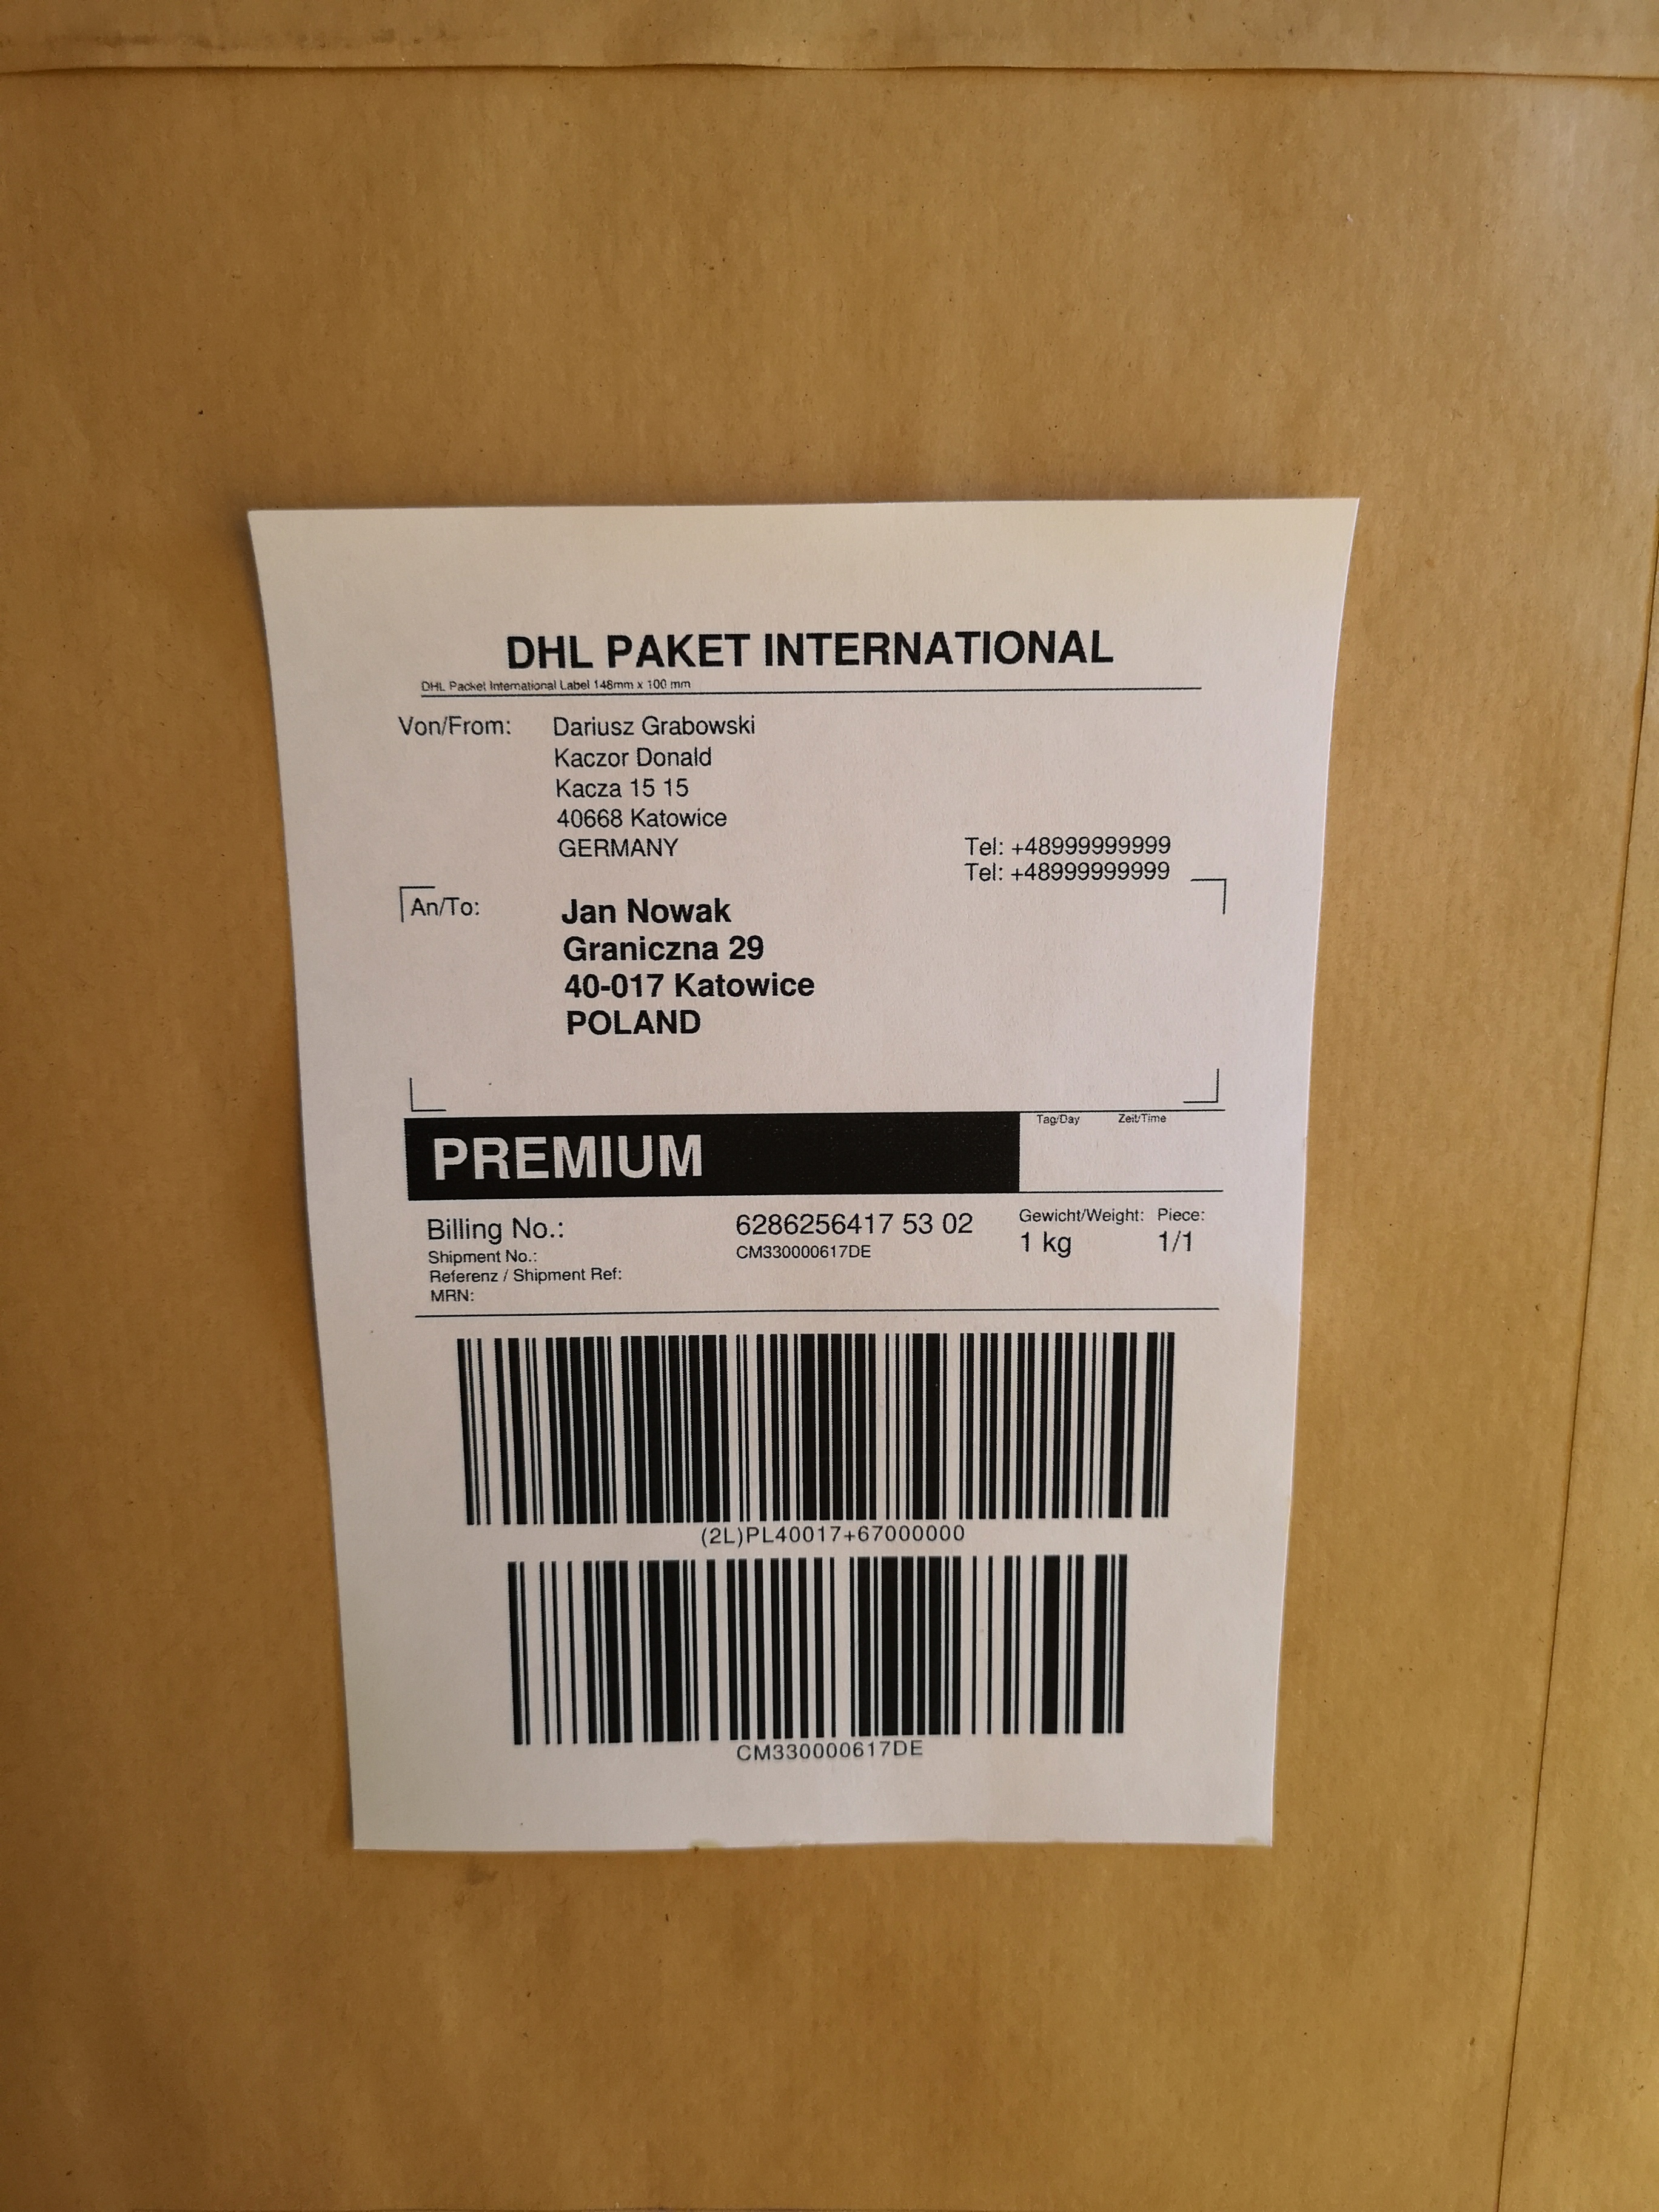 DHL PAKET INTERNATIONAL
DHL Packet International Label 148mm x 100 mm
Von/From: Dariusz Grabowski
Kaczor Donald
Kacza 15 15
40668 Katowice
GERMANY Tel: +48999999999
Tel: +48999999999
An/To: Jan Nowak
Graniczna 29
40-017 Katowice
POLAND
PREMIUM Tag/Day Zeit/Time
Billing No.: 6286256417 53 02 Gewicht/Weight: Piece:
Shipment No.: CM330000617DE 1 kg 1/1
Referenz / Shipment Ref:
MRN:
(2L)PL40017+67000000
CM330000617DE